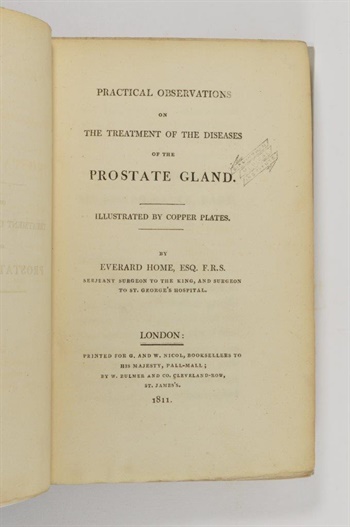 PRACTICAL OBSERVATIONS
ON
THE TREATMENT OF THE DISEASES
OF THE
PROSTATE GLAND.
ILLUSTRATED BY COPPER PLATES.
BY
EVERARD HOME, ESQ. F.R.S.
SERJEANT SURGEON TO THE KING, AND SURGEON
TO ST. GEORGE'S HOSPITAL.
LONDON:
PRINTED FOR G. AND W. NICOL, BOOKSELLERS TO
HIS MAJESTY, PALL-MALL;
BY W. BULMER AND CO. CLEVELAND-ROW,
ST. JAMES'S.
1811.